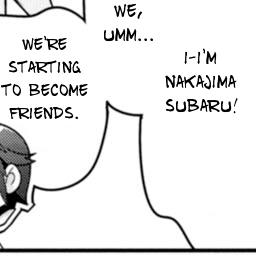 WE,
UMM...
I-I'M
NAKAJIMA
SUBARU!
WE'RE
STARTING
TO BECOME
FRIENDS.